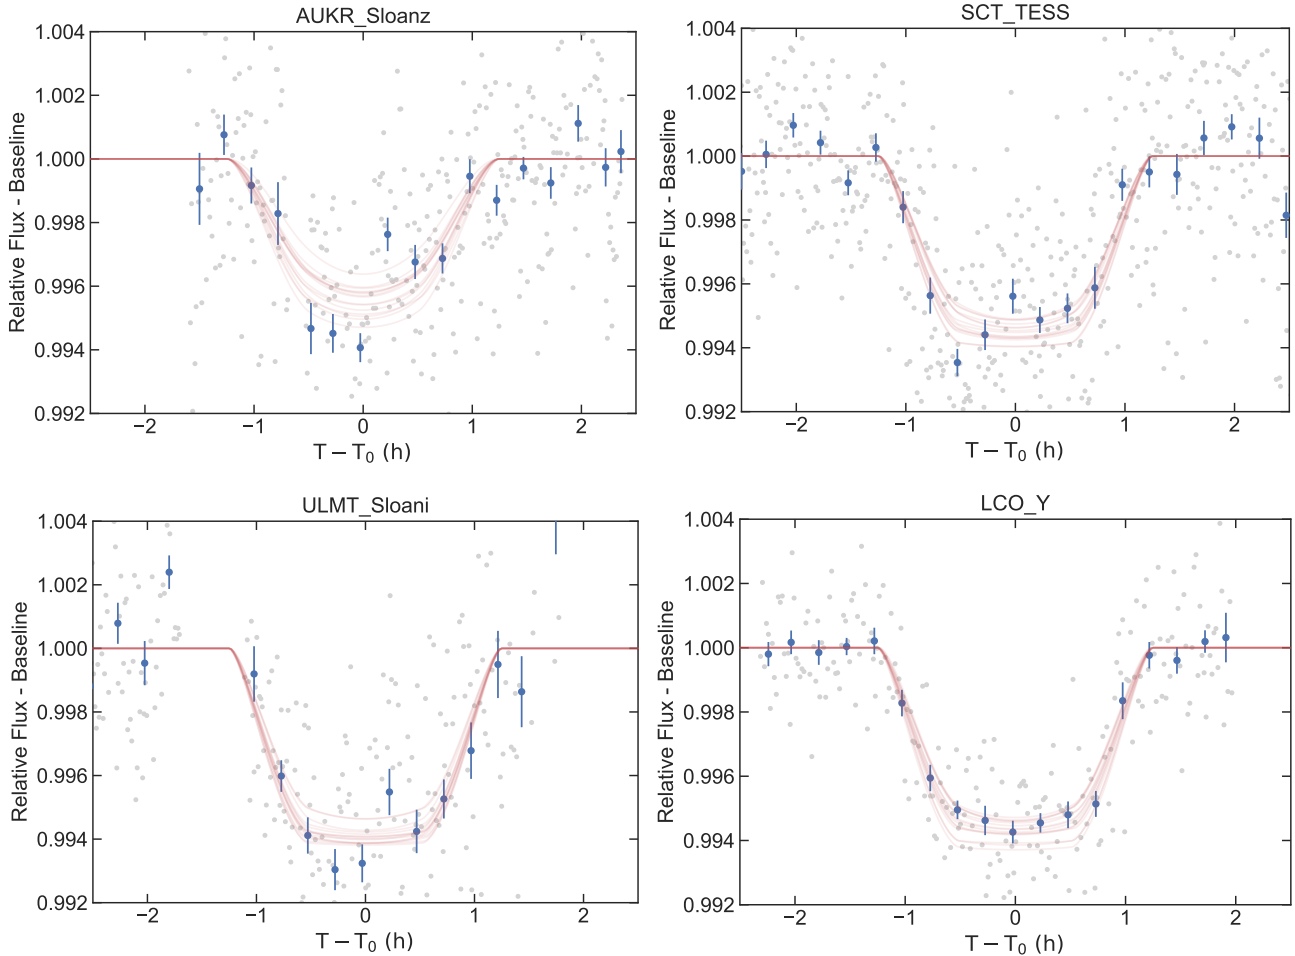 AUKR_Sloanz
1.004
1.002
1.000
0.998
0.996
0.994
0.992
Relative Flux - Baseline
−2 −1 0 1 2
T − T₀ (h)
SCT_TESS
1.004
1.002
1.000
0.998
0.996
0.994
0.992
Relative Flux - Baseline
−2 −1 0 1 2
T − T₀ (h)
ULMT_Sloani
1.004
1.002
1.000
0.998
0.996
0.994
0.992
Relative Flux - Baseline
−2 −1 0 1 2
T − T₀ (h)
LCO_Y
1.004
1.002
1.000
0.998
0.996
0.994
0.992
Relative Flux - Baseline
−2 −1 0 1 2
T − T₀ (h)